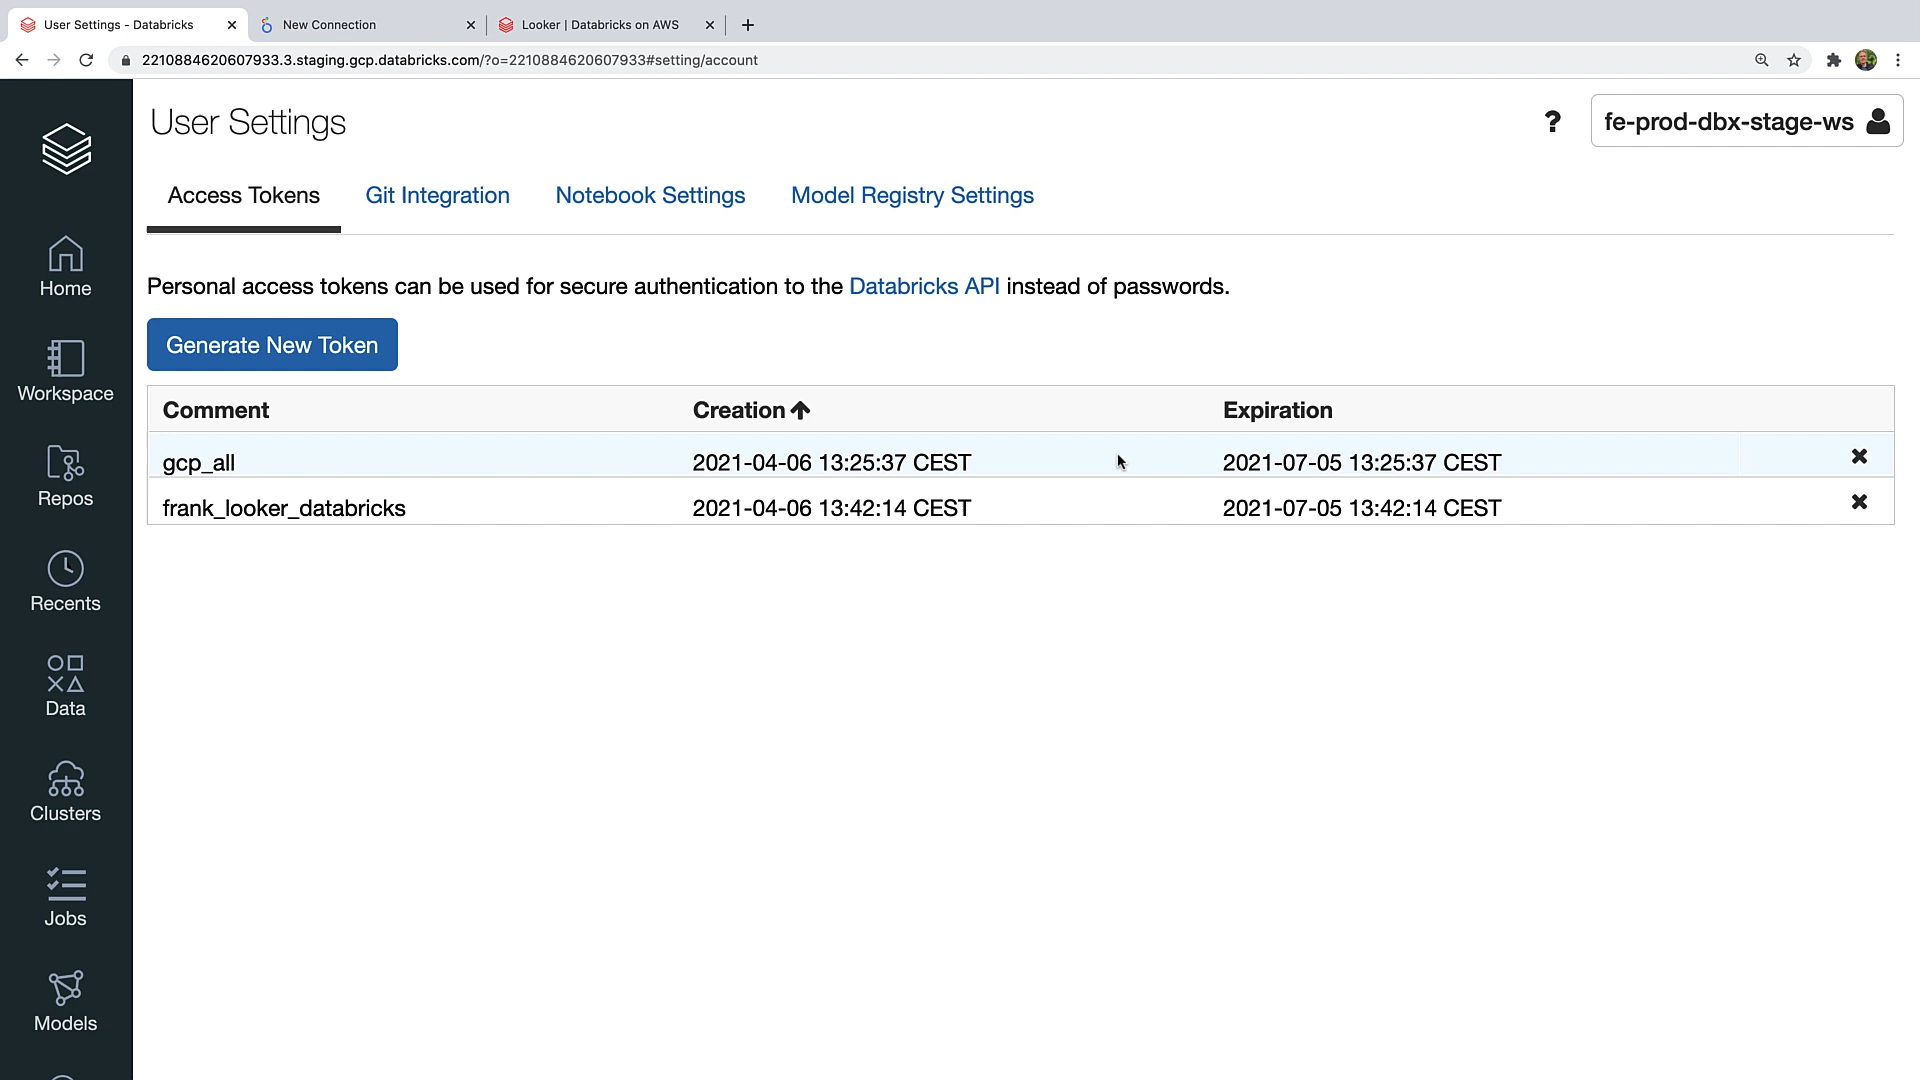 User Settings - Databricks
New Connection
Looker | Databricks on AWS
2210884620607933.3.staging.gcp.databricks.com/?o=2210884620607933#setting/account
User Settings
? fe-prod-dbx-stage-ws
Access Tokens Git Integration Notebook Settings Model Registry Settings
Personal access tokens can be used for secure authentication to the Databricks API instead of passwords.
Generate New Token
Comment Creation Expiration
gcp_all 2021-04-06 13:25:37 CEST 2021-07-05 13:25:37 CEST
frank_looker_databricks 2021-04-06 13:42:14 CEST 2021-07-05 13:42:14 CEST
Home
Workspace
Repos
Recents
Data
Clusters
Jobs
Models